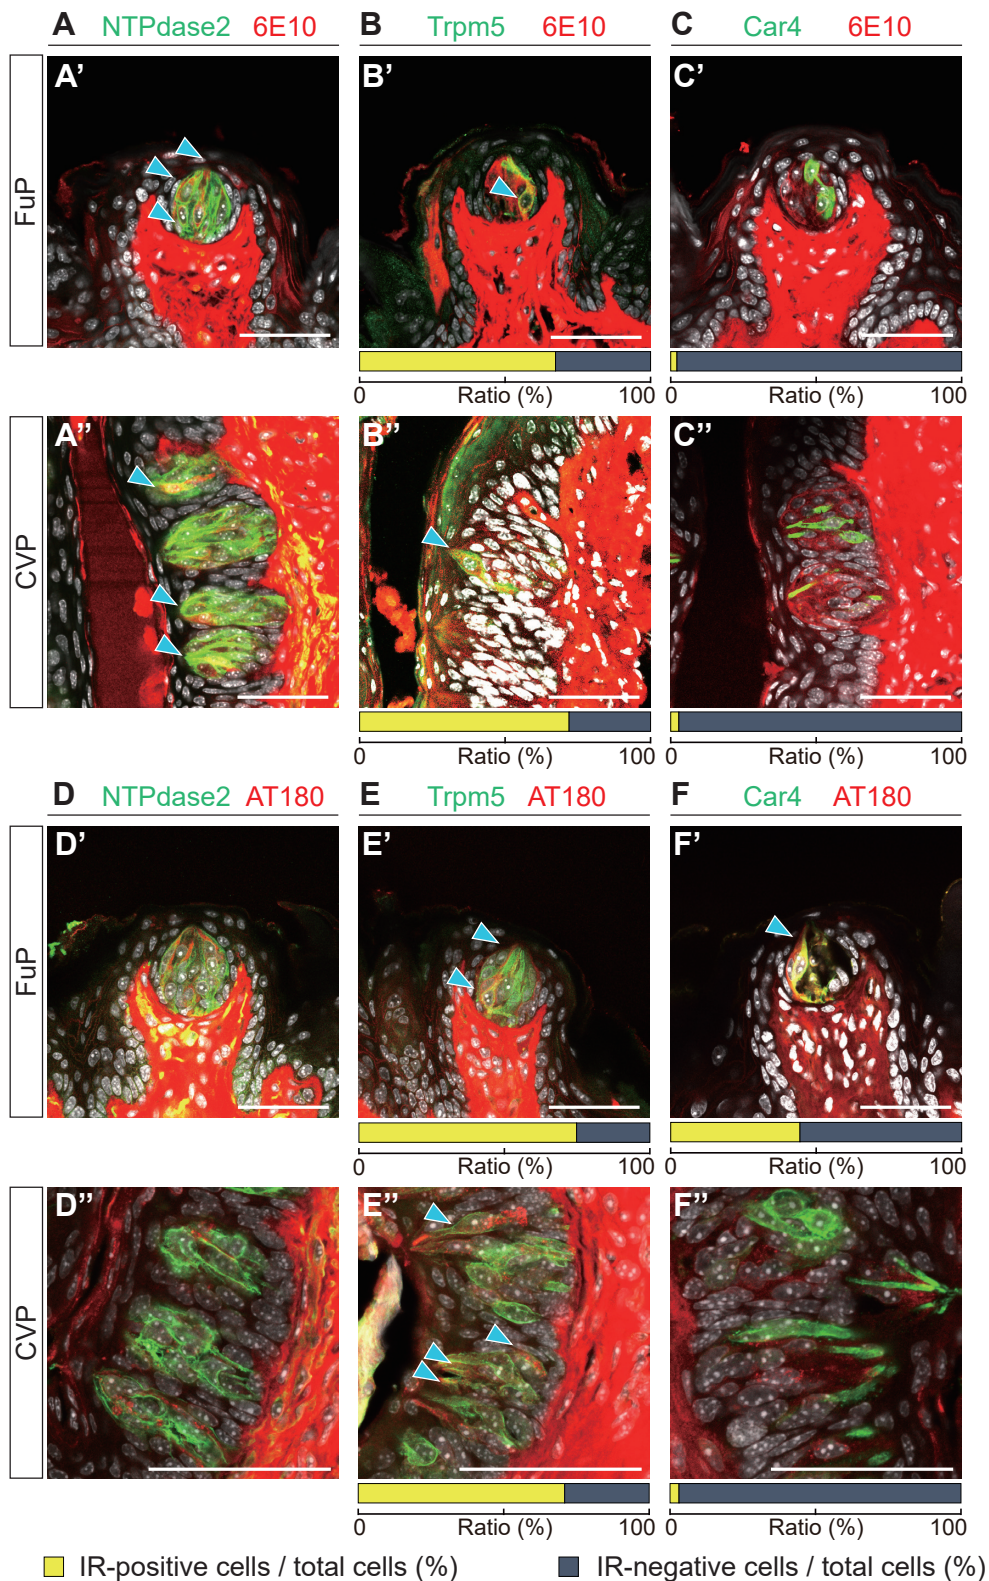 A NTPdase2 6E10
B Trpm5 6E10
C Car4 6E10
FuP
A'
B'
C'
0 Ratio (%) 100
0 Ratio (%) 100
CVP
A"
B"
C"
0 Ratio (%) 100
0 Ratio (%) 100
D NTPdase2 AT180
E Trpm5 AT180
F Car4 AT180
FuP
D'
E'
F'
0 Ratio (%) 100
0 Ratio (%) 100
CVP
D"
E"
F"
0 Ratio (%) 100
0 Ratio (%) 100
IR-positive cells / total cells (%)
IR-negative cells / total cells (%)